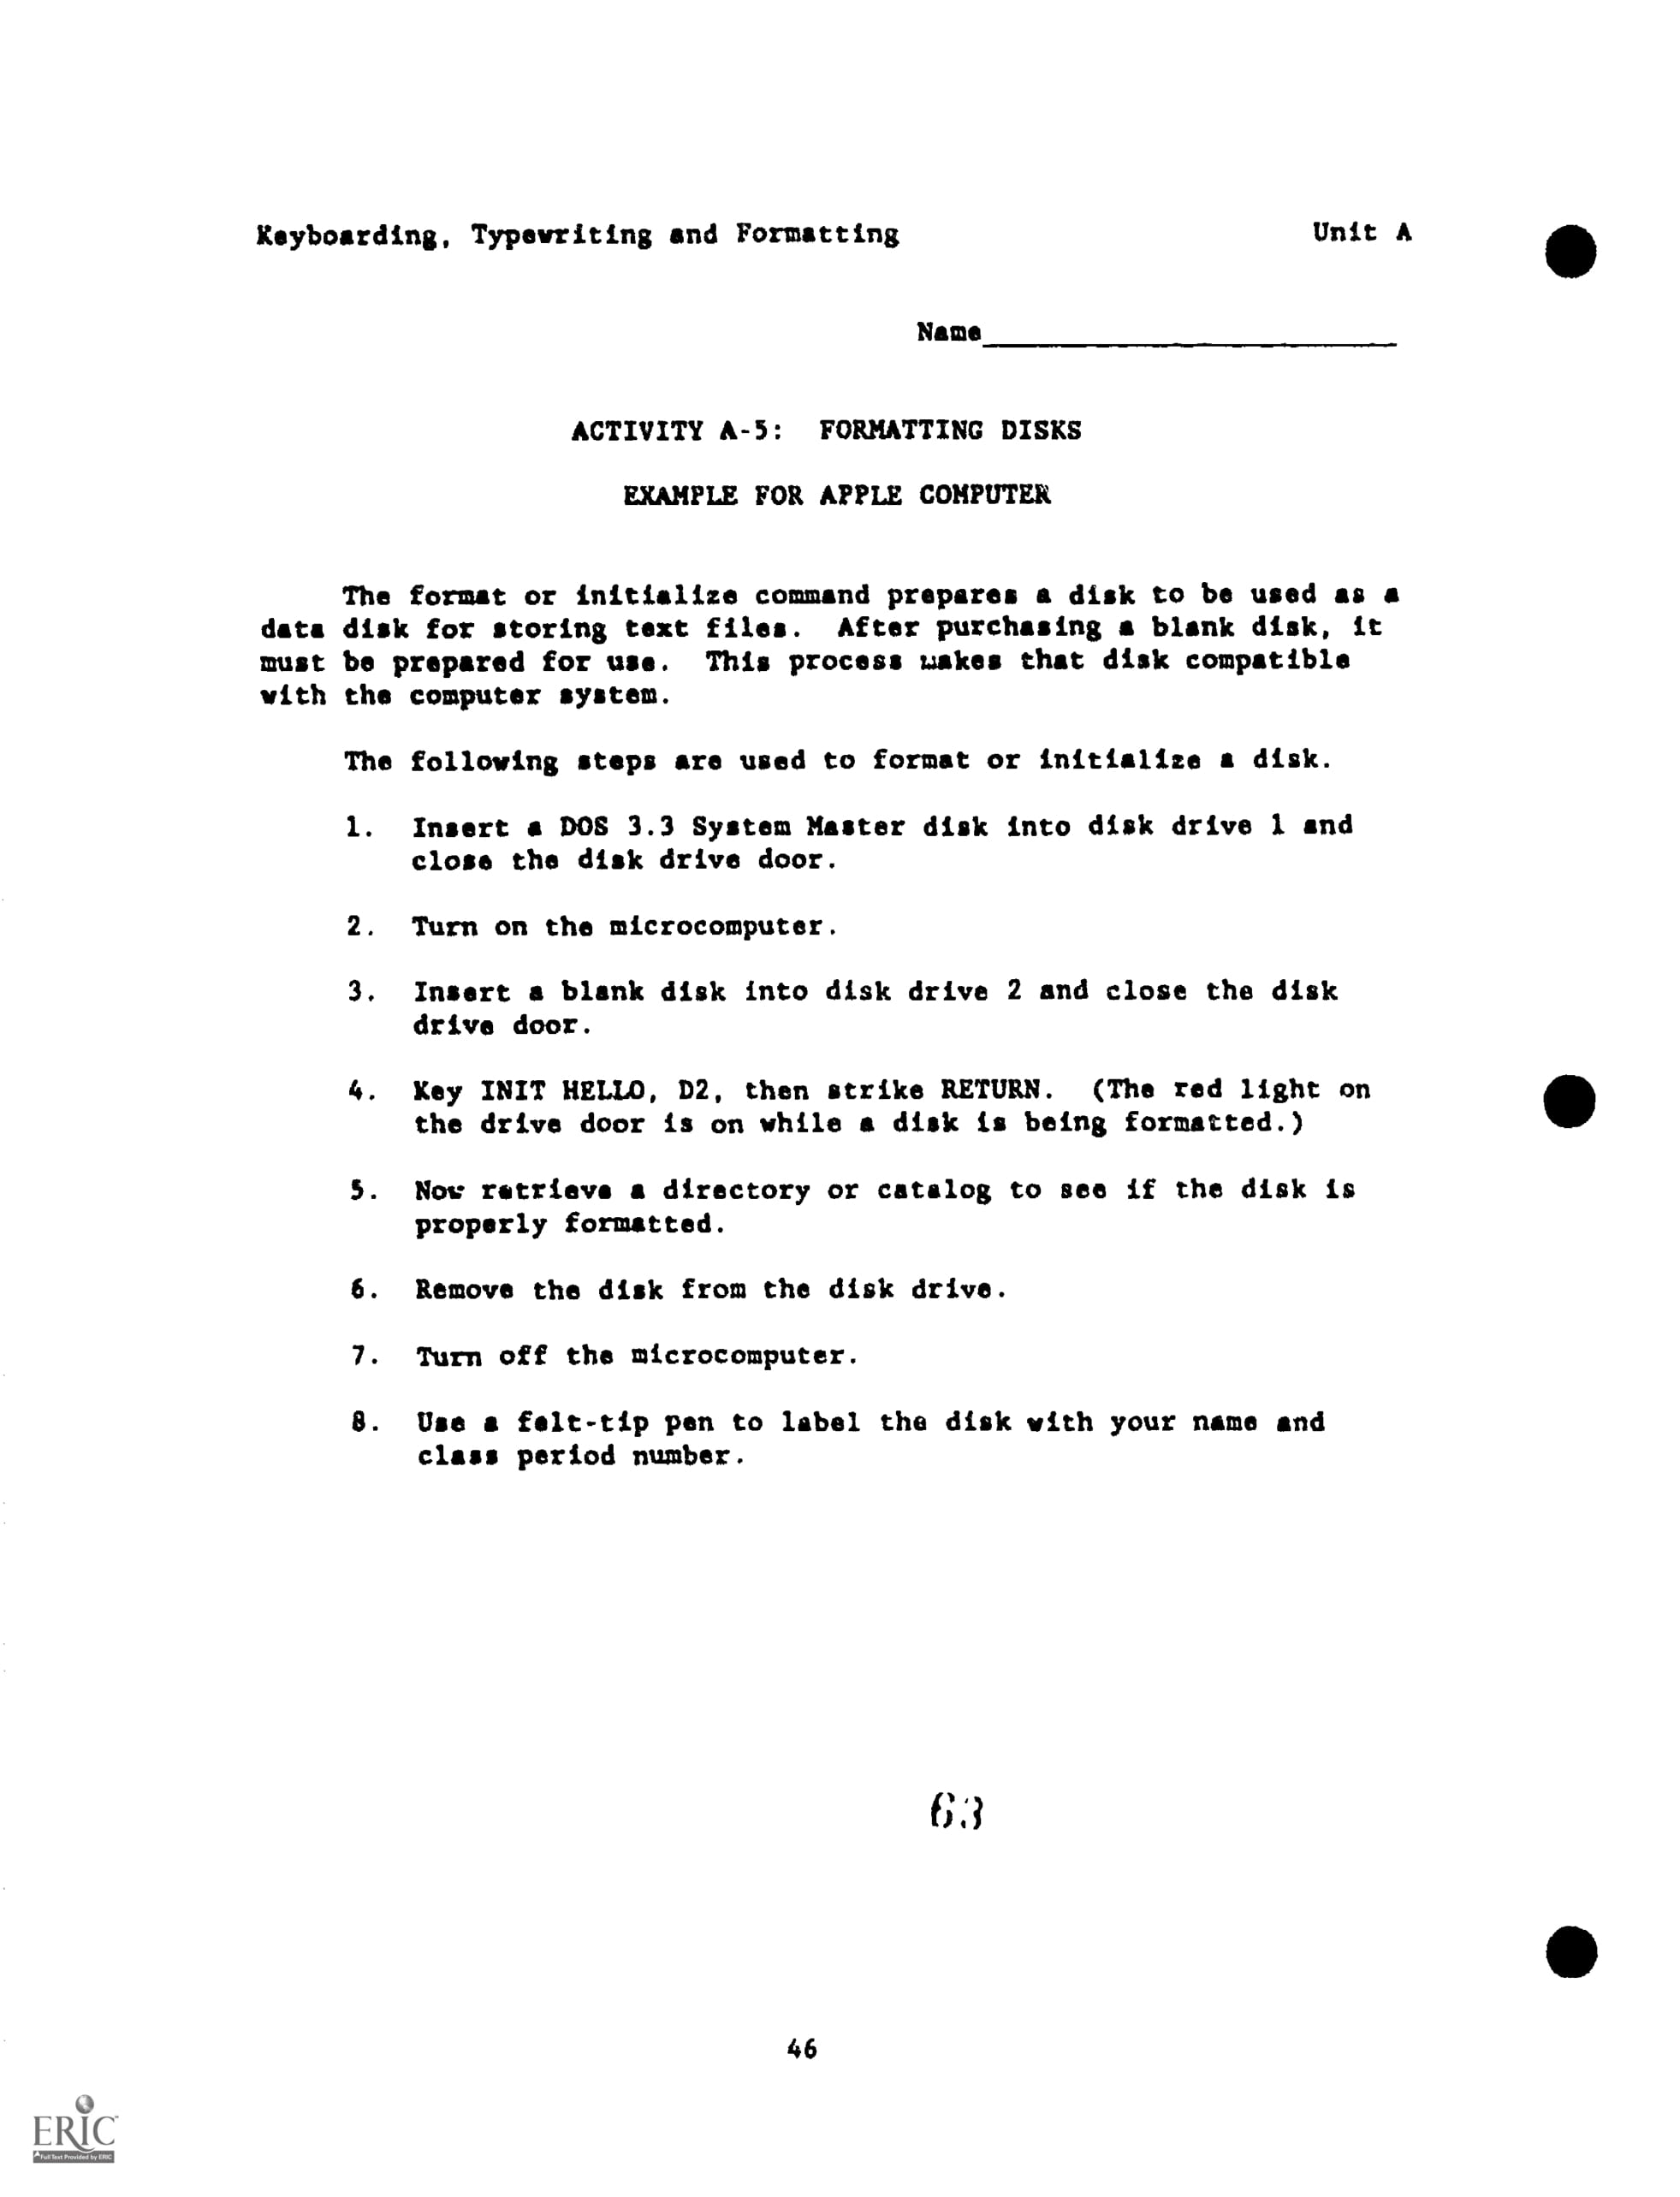 Keyboarding, Typewriting and Formatting Unit A
Name
ACTIVITY A-5: FORMATTING DISKS
EXAMPLE FOR APPLE COMPUTER
The format or initialize command prepares a disk to be used as a
data disk for storing text files. After purchasing a blank disk, it
must be prepared for use. This process makes that disk compatible
with the computer system.
The following steps are used to format or initialize a disk.
1. Insert a DOS 3.3 System Master disk into disk drive 1 and
close the disk drive door.
2. Turn on the microcomputer.
3. Insert a blank disk into disk drive 2 and close the disk
drive door.
4. Key INIT HELLO, D2, then strike RETURN. (The red light on
the drive door is on while a disk is being formatted.)
5. Now retrieve a directory or catalog to see if the disk is
properly formatted.
6. Remove the disk from the disk drive.
7. Turn off the microcomputer.
8. Use a felt-tip pen to label the disk with your name and
class period number.
63
46
ERIC
Full Text Provided by ERIC